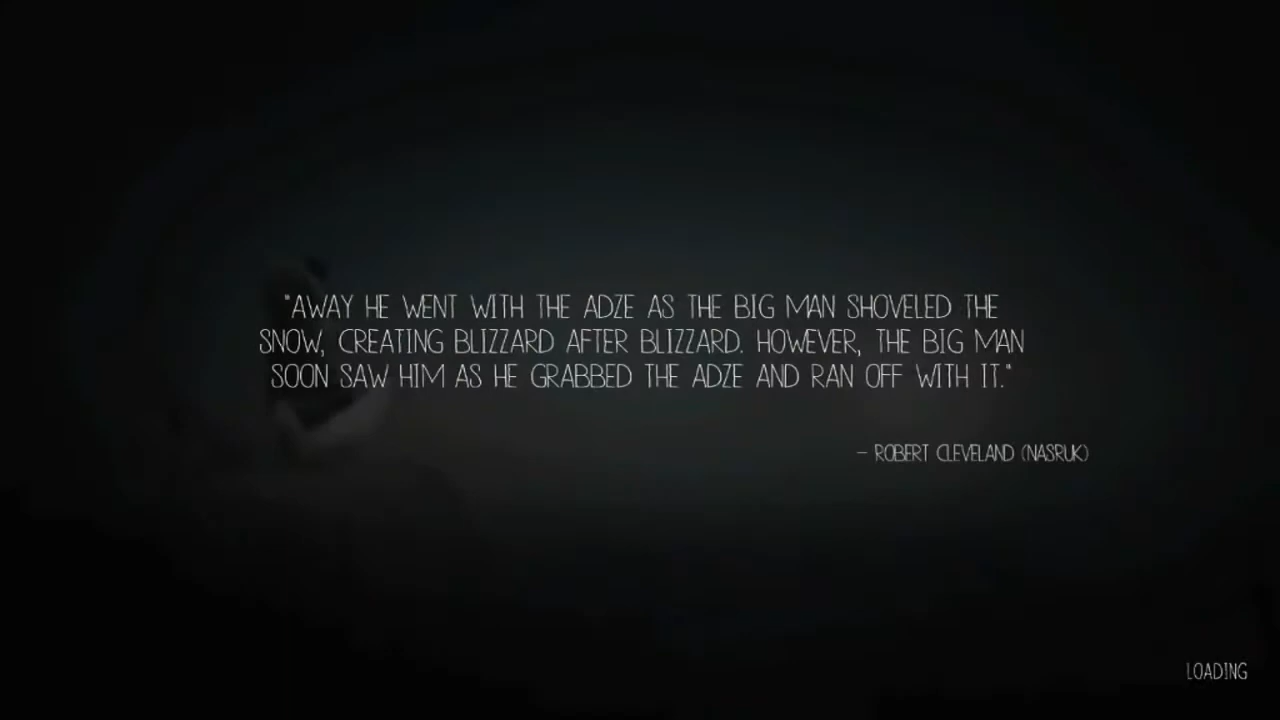 "AWAY HE WENT WITH THE ADZE AS THE BIG MAN SHOVELED THE
SNOW, CREATING BLIZZARD AFTER BLIZZARD. HOWEVER, THE BIG MAN
SOON SAW HIM AS HE GRABBED THE ADZE AND RAN OFF WITH IT."
– ROBERT CLEVELAND (NASRUK)
LOADING